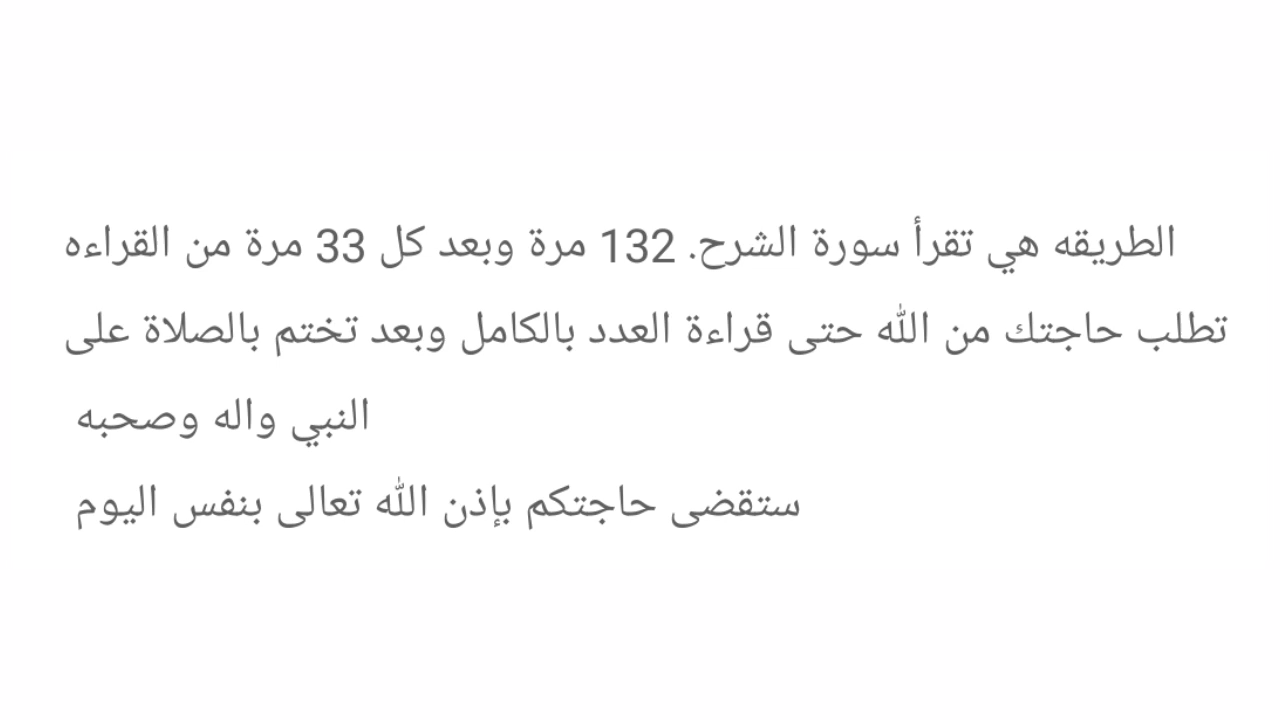 الطريقه هي تقرأ سورة الشرح. 132 مرة وبعد كل 33 مرة من القراءه
تطلب حاجتك من الله حتى قراءة العدد بالكامل وبعد تختم بالصلاة على
النبي واله وصحبه
ستقضى حاجتكم بإذن الله تعالى بنفس اليوم